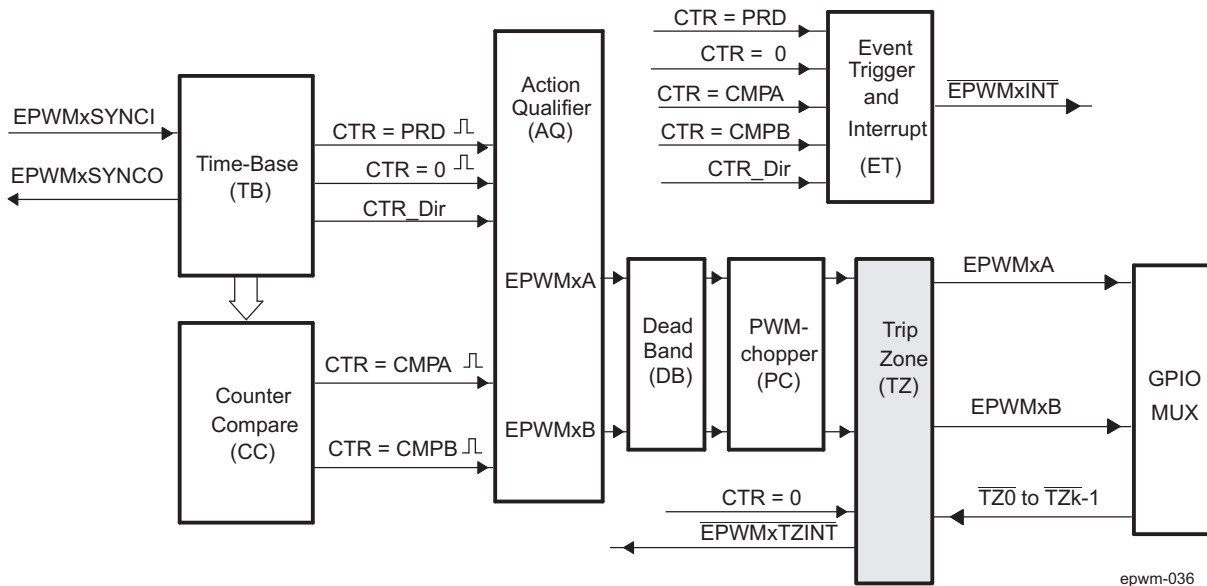 EPWMxSYNCI
EPWMxSYNCO
Time-Base
(TB)
CTR = PRD
CTR = 0
CTR_Dir
Counter
Compare
(CC)
CTR = CMPA
CTR = CMPB
Action
Qualifier
(AQ)
EPWMxA
EPWMxB
CTR = PRD
CTR = 0
CTR = CMPA
CTR = CMPB
CTR_Dir
Event
Trigger
and
Interrupt
(ET)
EPWMxINT
Dead
Band
(DB)
PWM-
chopper
(PC)
Trip
Zone
(TZ)
CTR = 0
EPWMxTZINT
EPWMxA
EPWMxB
TZ0 to TZk-1
GPIO
MUX
epwm-036